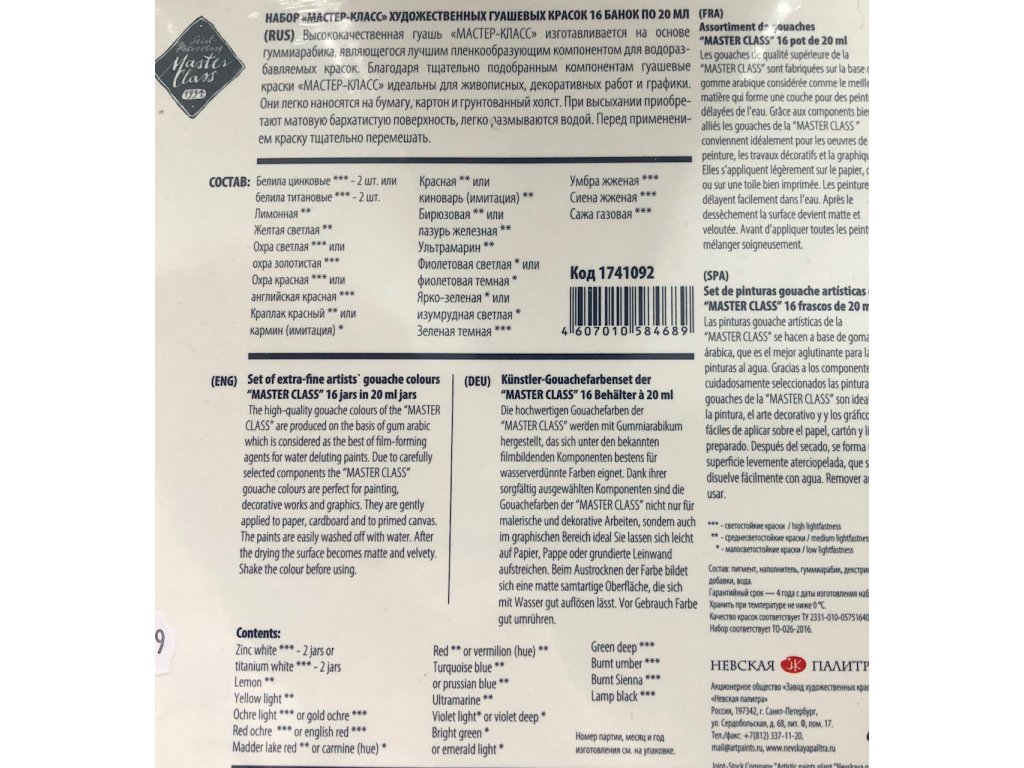 Saint
Petersburg
Master
Class
1934
НАБОР «МАСТЕР-КЛАСС» ХУДОЖЕСТВЕННЫХ ГУАШЕВЫХ КРАСОК 16 БАНОК ПО 20 МЛ
(RUS) Высококачественная гуашь «МАСТЕР-КЛАСС» изготавливается на основе
гуммиарабика, являющегося лучшим пленкообразующим компонентом для водораз-
бавляемых красок. Благодаря тщательно подобранным компонентам гуашевые
краски «МАСТЕР-КЛАСС» идеальны для живописных, декоративных работ и графики.
Они легко наносятся на бумагу, картон и грунтованный холст. При высыхании приобре-
тают матовую бархатистую поверхность, легко размываются водой. Перед применени-
ем краску тщательно перемешать.
СОСТАВ:
Белила цинковые *** - 2 шт. или
белила титановые *** - 2 шт.
Лимонная **
Желтая светлая **
Охра светлая *** или
охра золотистая ***
Охра красная *** или
английская красная ***
Краплак красный ** или
кармин (имитация) *
Красная ** или
киноварь (имитация) **
Бирюзовая ** или
лазурь железная **
Ультрамарин **
Фиолетовая светлая * или
фиолетовая темная *
Ярко-зеленая * или
изумрудная светлая *
Зеленая темная ***
Умбра жженая ***
Сиена жженая ***
Сажа газовая ***
Код 1741092
4 607010 584689
(ENG) Set of extra-fine artists` gouache colours
"MASTER CLASS" 16 jars in 20 ml jars
The high-quality gouache colours of the "MASTER
CLASS" are produced on the basis of gum arabic
which is considered as the best of film-forming
agents for water deluting paints. Due to carefully
selected components the "MASTER CLASS"
gouache colours are perfect for painting,
decorative works and graphics. They are gently
applied to paper, cardboard and to primed canvas.
The paints are easily washed off with water. After
the drying the surface becomes matte and velvety.
Shake the colour before using.
(DEU) Künstler-Gouachefarbenset der
"MASTER CLASS" 16 Behälter à 20 ml
Die hochwertigen Gouachefarben der
"MASTER CLASS" werden mit Gummiarabikum
hergestellt, das sich unter den bekannten
filmbildenden Komponenten bestens für
wasserverdünnte Farben eignet. Dank ihrer
sorgfältig ausgewählten Komponenten sind die
Gouachefarben der "MASTER CLASS" nicht nur für
malerische und dekorative Arbeiten, sondern auch
im graphischen Bereich ideal Sie lassen sich leicht
auf Papier, Pappe oder grundierte Leinwand
aufstreichen. Beim Austrocknen der Farbe bildet
sich eine matte samtartige Oberfläche, die sich
mit Wasser gut auflösen lässt. Vor Gebrauch Farbe
gut umrühren.
Contents:
Zinc white *** - 2 jars or
titanium white *** - 2 jars
Lemon **
Yellow light **
Ochre light *** or gold ochre ***
Red ochre *** or english red ***
Madder lake red ** or carmine (hue) *
Red ** or vermilion (hue) **
Turquoise blue **
or prussian blue **
Ultramarine **
Violet light* or violet deep *
Bright green *
or emerald light *
Green deep ***
Burnt umber ***
Burnt Sienna ***
Lamp black ***
Номер партии, месяц и год
изготовления см. на упаковке.
9
(FRA)
Assortiment de gouaches
"MASTER CLASS" 16 pot de 20 ml
Les gouaches de qualité supérieure de la
"MASTER CLASS" sont fabriquées sur la base
gomme arabique considérée comme le
matière qui forme une couche pour des
délayées de l'eau. Grâce aux components
alliés les gouaches de la "MASTER CLASS"
conviennent idéalement pour les oeuvres de
peinture, les travaux décoratifs et la
Elles s'appliquent légèrement sur le papier,
ou sur une toile bien imprimée. Les
délayent facilement dans l'eau. Après le
dessèchement la surface devient matte et
veloutée. Avant d'appliquer toutes les
mélanger soigneusement.
(SPA)
Set de pinturas gouache artísticas
"MASTER CLASS" 16 frascos de 20
Las pinturas gouache artísticas de la
"MASTER CLASS" se hacen a base de
arábica, que es el mejor aglutinante para
pinturas al agua. Gracias a los
cuidadosamente seleccionados las
gouaches de la "MASTER CLASS" son
la pintura, el arte decorativo y y los
fáciles de aplicar sobre el papel, cartón y
preparado. Después del secado, se forma
superficie levemente aterciopelada, que
disuelve fácilmente con agua. Remover
usar.
*** - светостойкие краски / high lightfastness
** - среднесветостойкие краски / medium lightfastness
* - малосветостойкие краски / low lightfastness
Состав: пигмент, наполнитель, гуммиарабик,
добавки, вода.
Гарантийный срок — 4 года с даты изготовления
Хранить при температуре не ниже 0 °С.
Качество красок соответствует ТУ 2331-010-05751640
Набор соответствует ТО-026-2016.
НЕВСКАЯ ЗК ПАЛИТРА
Акционерное общество «Завод художественных
«Невская палитра»
Россия, 197342, г. Санкт-Петербург,
ул. Сердобольская, д. 68, лит. Ф, пом. 17.
Тел./факс: +7(812) 337-11-20,
mail@artpaints.ru, www.nevskayapalitra.ru
Joint-Stock Company "Artistic paints plant "Nevskaya